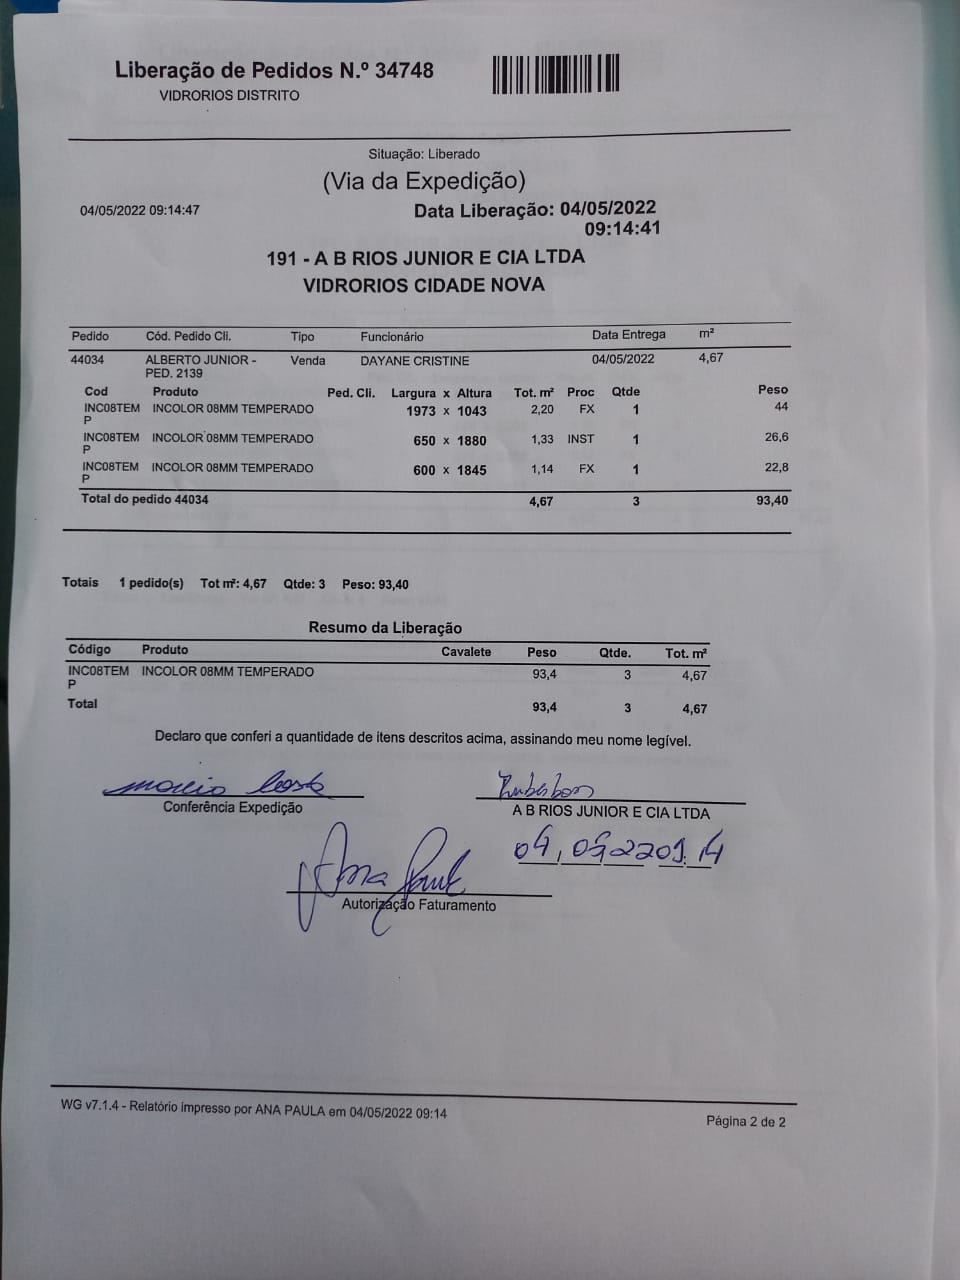 Liberação de Pedidos N.º 34748
VIDRORIOS DISTRITO
Situação: Liberado
(Via da Expedição)
04/05/2022 09:14:47 Data Liberação: 04/05/2022
09:14:41
191 - A B RIOS JUNIOR E CIA LTDA
VIDRORIOS CIDADE NOVA
Pedido Cód. Pedido Cli. Tipo Funcionário Data Entrega m²
44034 ALBERTO JUNIOR - Venda DAYANE CRISTINE 04/05/2022 4,67
PED. 2139
Cod Produto Ped. Cli. Largura x Altura Tot. m² Proc Qtde Peso
INC08TEM INCOLOR 08MM TEMPERADO 1973 x 1043 2,20 FX 1 44
P
INC08TEM INCOLOR 08MM TEMPERADO 650 x 1880 1,33 INST 1 26,6
P
INC08TEM INCOLOR 08MM TEMPERADO 600 x 1845 1,14 FX 1 22,8
P
Total do pedido 44034 4,67 3 93,40
Totais 1 pedido(s) Tot m²: 4,67 Qtde: 3 Peso: 93,40
Resumo da Liberação
Código Produto Cavalete Peso Qtde. Tot. m²
INC08TEM INCOLOR 08MM TEMPERADO 93,4 3 4,67
P
Total 93,4 3 4,67
Declaro que conferi a quantidade de itens descritos acima, assinando meu nome legível.
Conferência Expedição A B RIOS JUNIOR E CIA LTDA
Ana Paula
Autorização Faturamento
WG v7.1.4 - Relatório impresso por ANA PAULA em 04/05/2022 09:14
Página 2 de 2